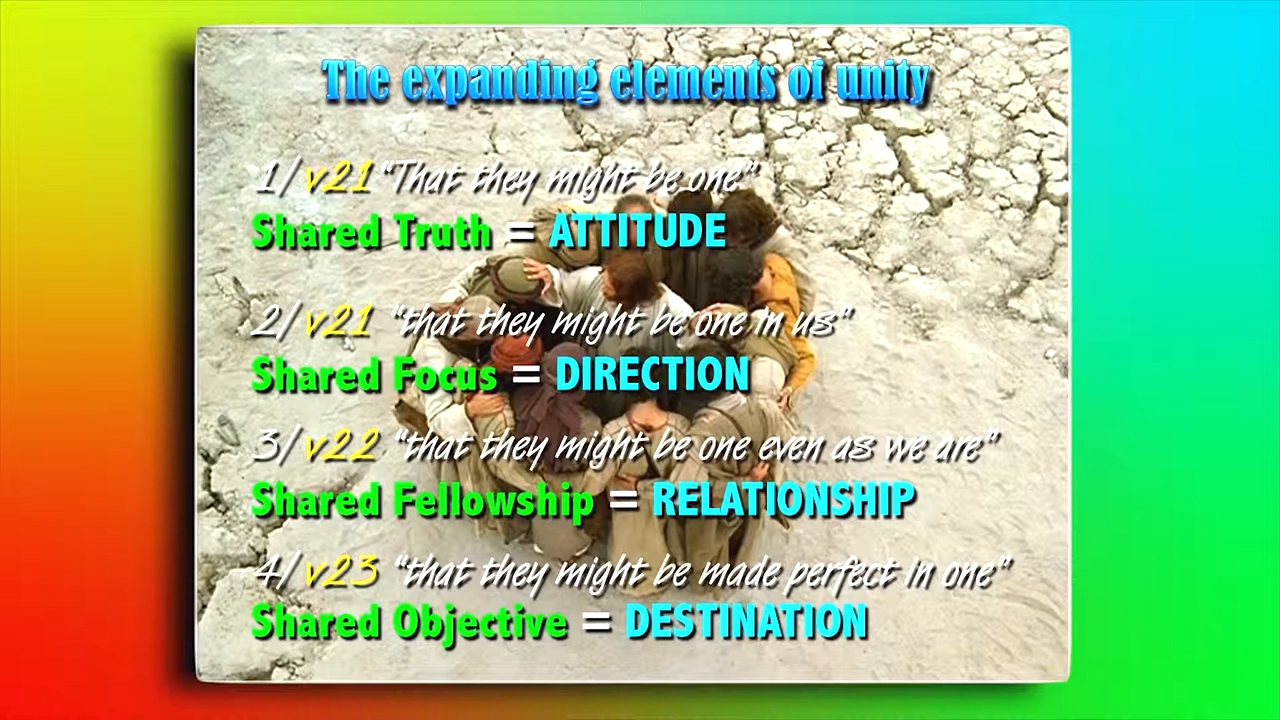 The expanding elements of unity
1/ v21 “That they might be one”
Shared Truth = ATTITUDE
2/ v21 “that they might be one in us”
Shared Focus = DIRECTION
3/ v22 “that they might be one even as we are”
Shared Fellowship = RELATIONSHIP
4/ v23 “that they might be made perfect in one”
Shared Objective = DESTINATION